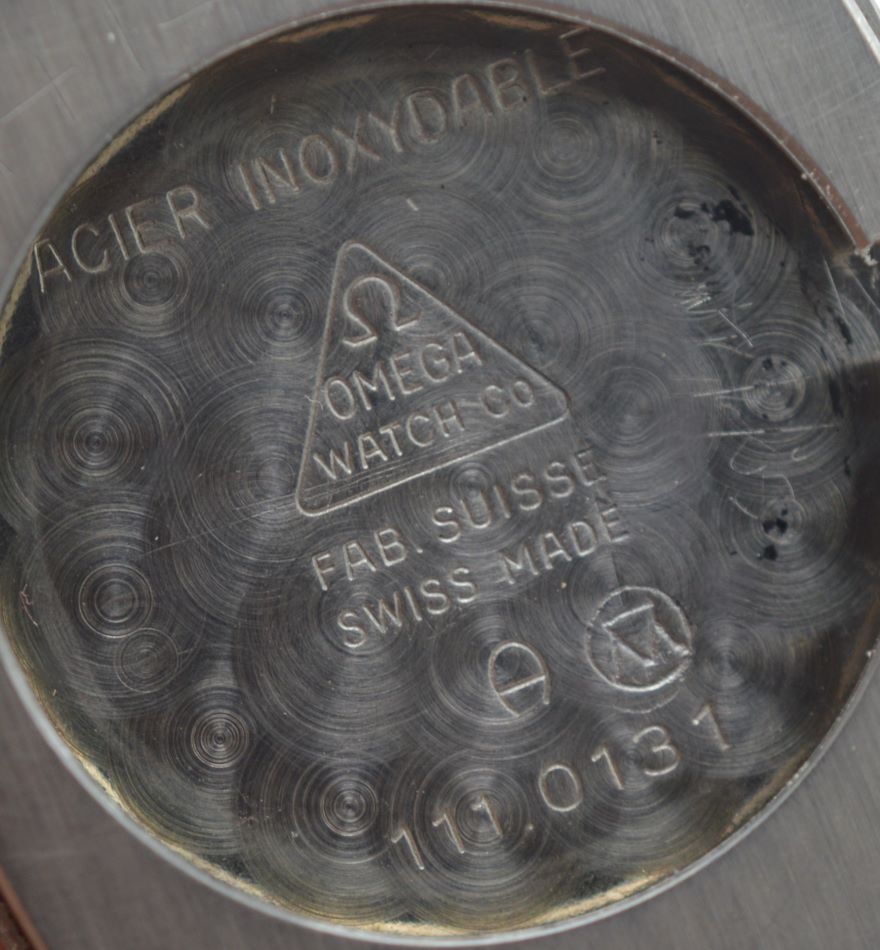 ACIER INOXYDABLE
Ω
OMEGA
WATCH Co
FAB. SUISSE
SWISS MADE
A
111.0131